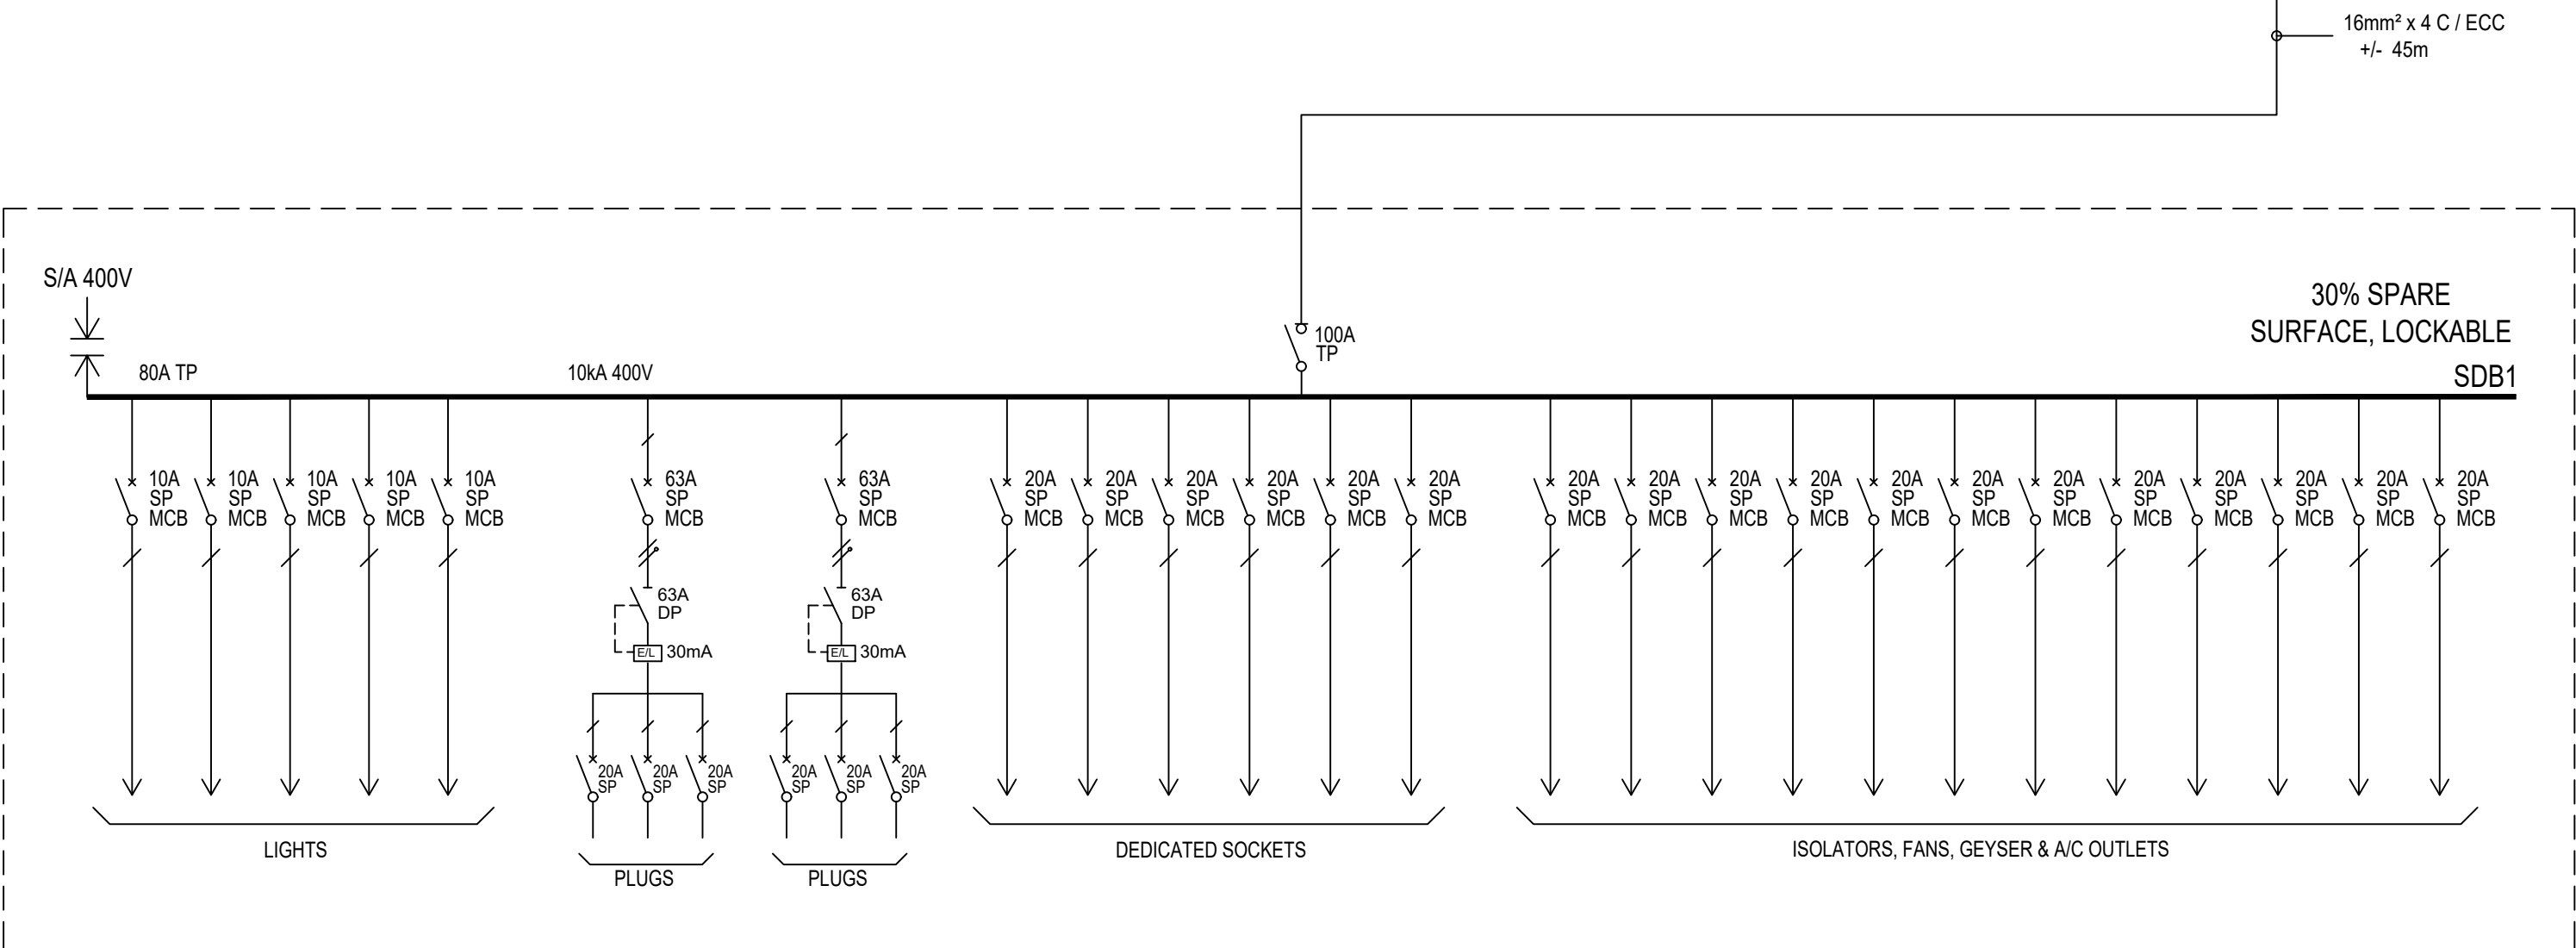 16mm² x 4 C / ECC
+/- 45m
S/A 400V
30% SPARE
SURFACE, LOCKABLE
100A
TP
80A TP
10kA 400V
SDB1
10A
SP
MCB
10A
SP
MCB
10A
SP
MCB
10A
SP
MCB
10A
SP
MCB
LIGHTS
63A
SP
MCB
63A
DP
E/L
30mA
20A
SP
20A
SP
20A
SP
PLUGS
63A
SP
MCB
63A
DP
E/L
30mA
20A
SP
20A
SP
20A
SP
PLUGS
20A
SP
MCB
20A
SP
MCB
20A
SP
MCB
20A
SP
MCB
20A
SP
MCB
20A
SP
MCB
DEDICATED SOCKETS
20A
SP
MCB
20A
SP
MCB
20A
SP
MCB
20A
SP
MCB
20A
SP
MCB
20A
SP
MCB
20A
SP
MCB
20A
SP
MCB
20A
SP
MCB
20A
SP
MCB
20A
SP
MCB
20A
SP
MCB
ISOLATORS, FANS, GEYSER & A/C OUTLETS